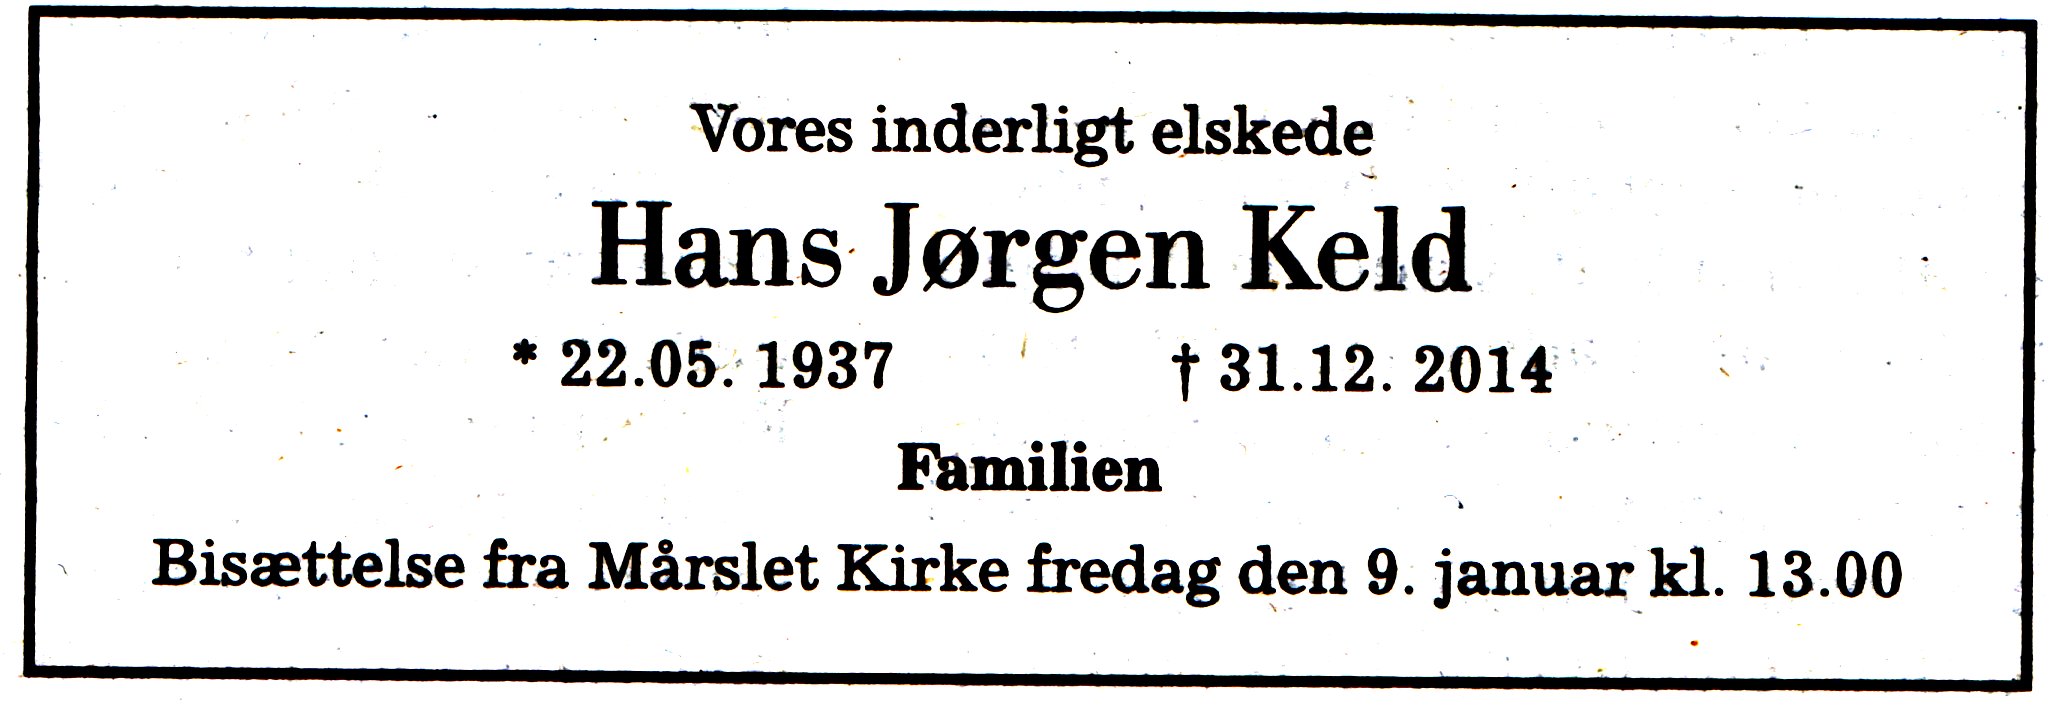 Vores inderligt elskede
Hans Jørgen Keld
* 22.05. 1937 † 31.12. 2014
Familien
Bisættelse fra Mårslet Kirke fredag den 9. januar kl. 13.00